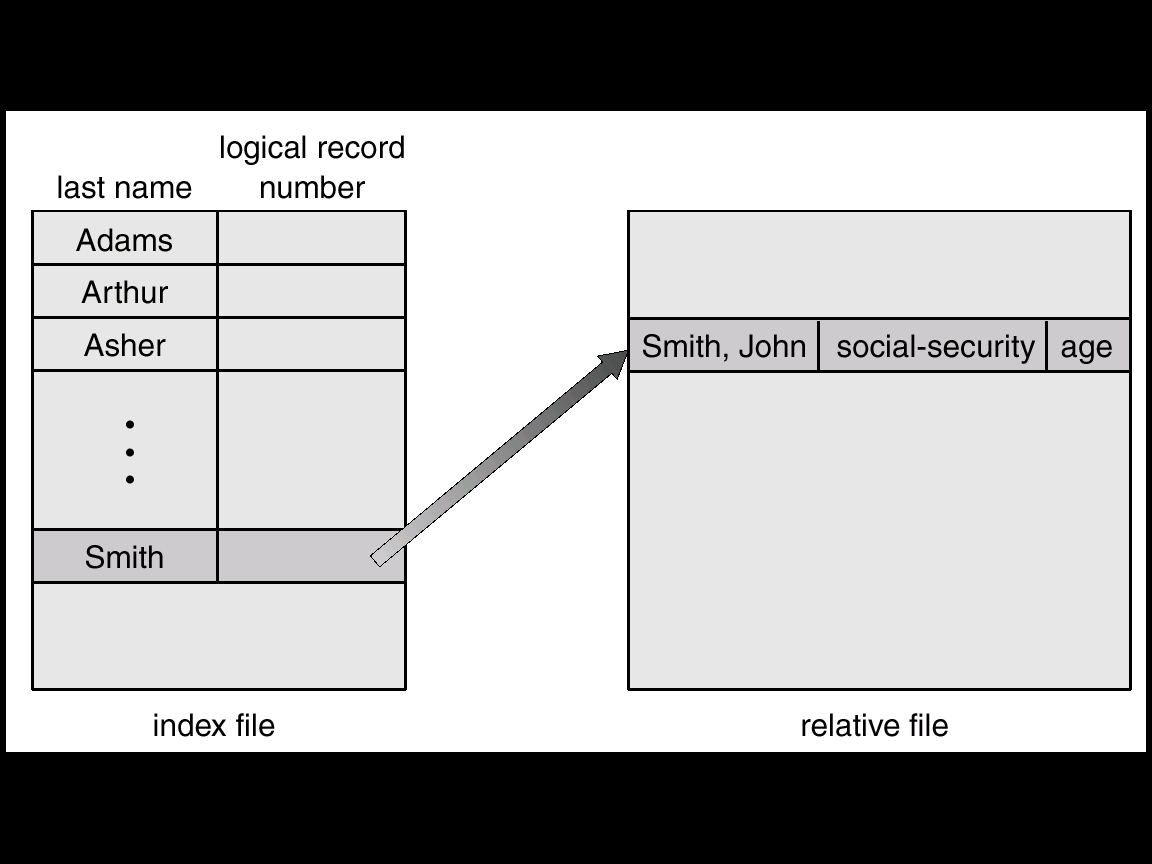 logical record
last name number
Adams
Arthur
Asher
Smith
Smith, John social-security age
index file relative file